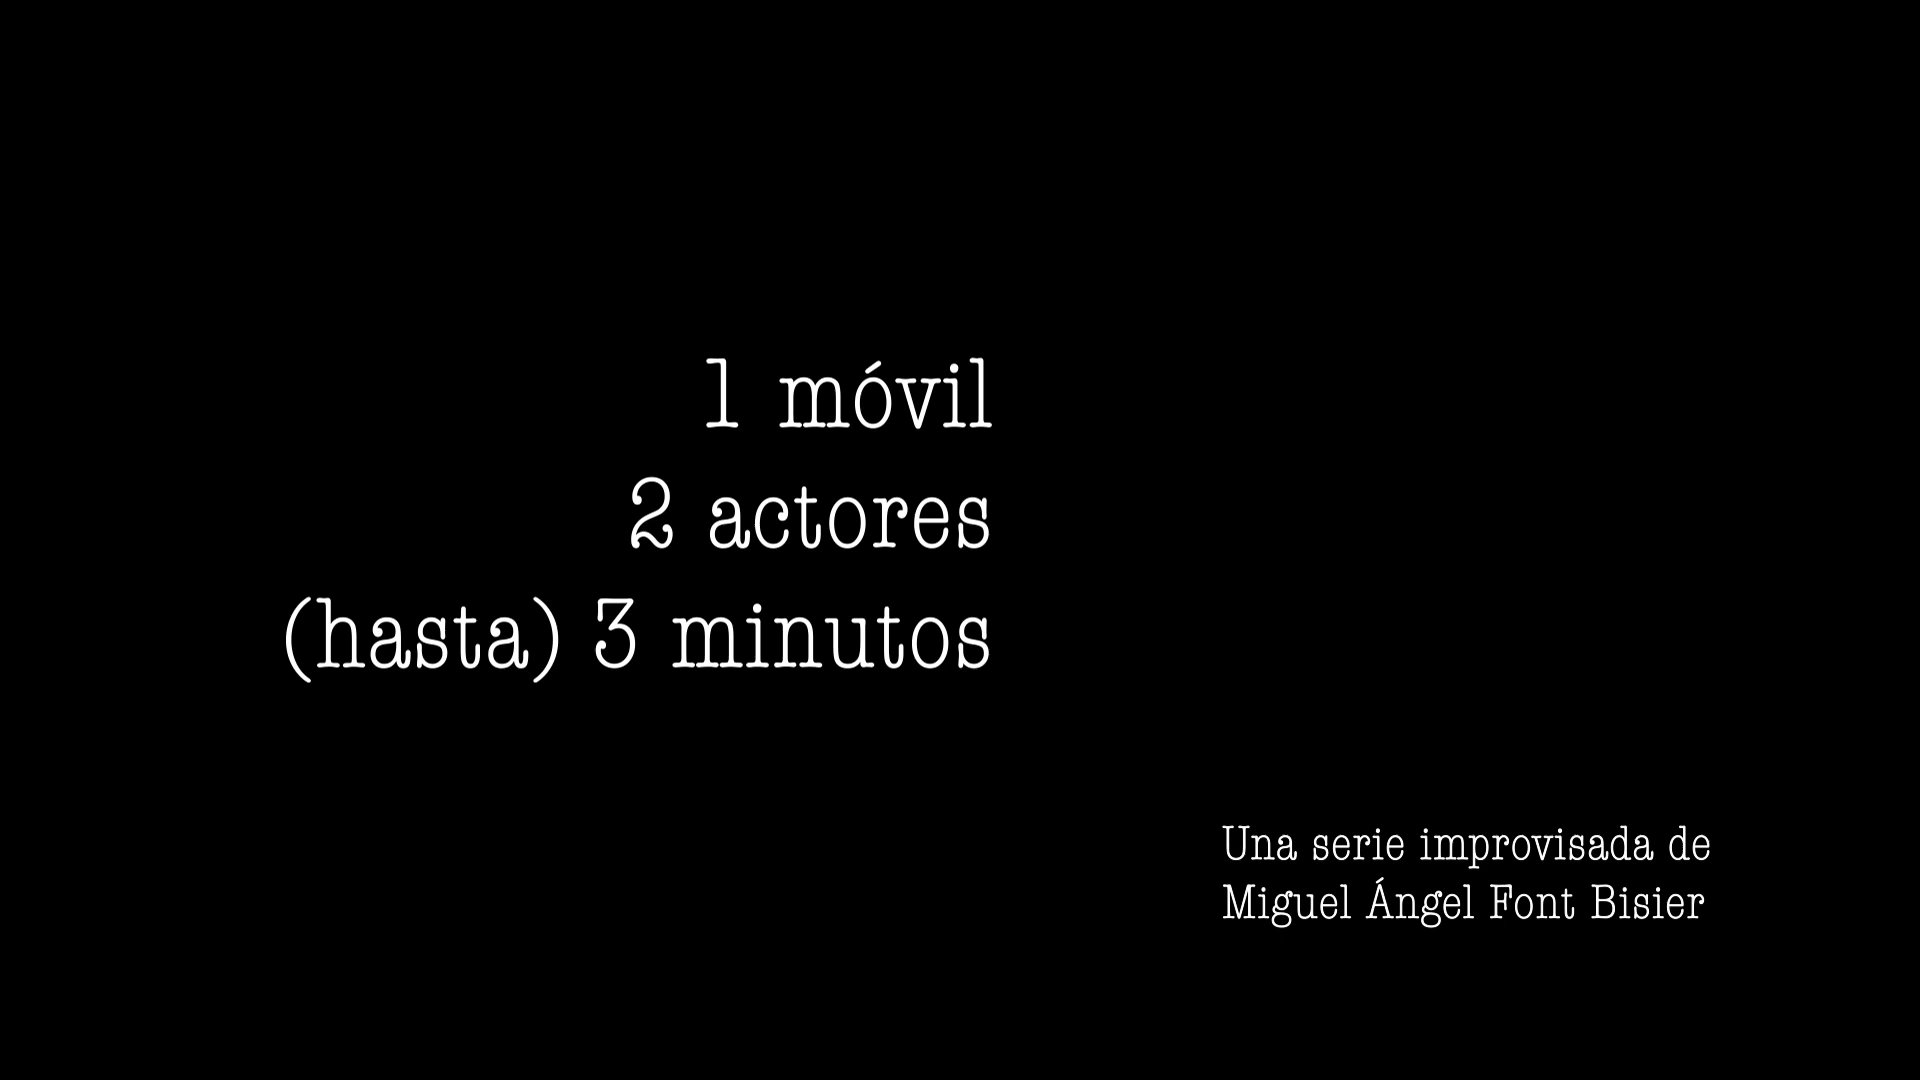 1 móvil
2 actores
(hasta) 3 minutos
Una serie improvisada de
Miguel Ángel Font Bisier